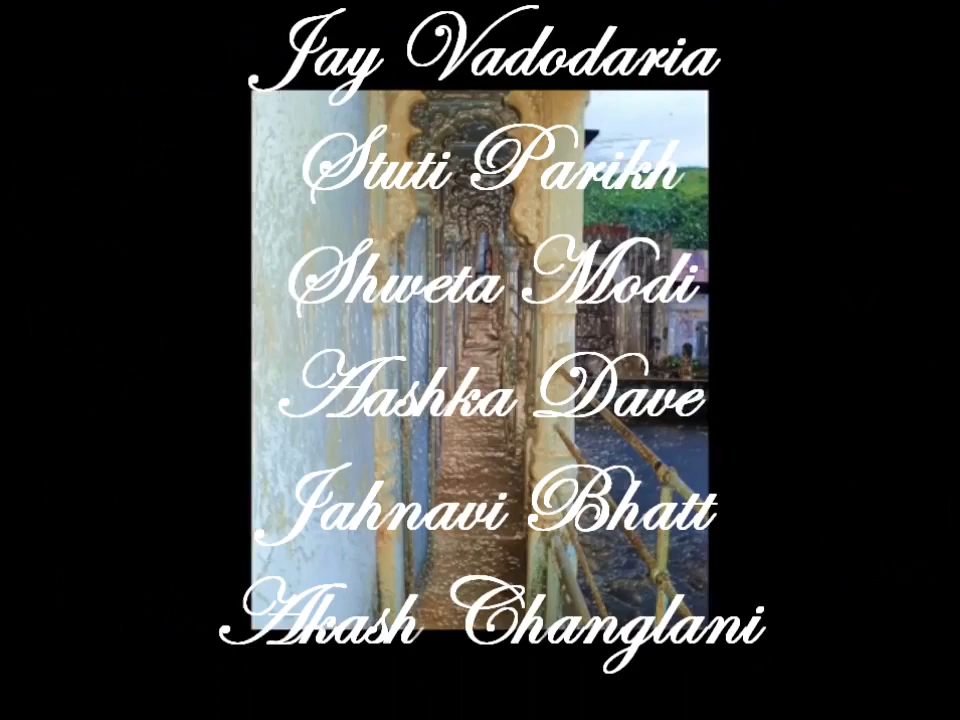 Jay Vadodaria
Stuti Parikh
Shweta Modi
Aashka Dave
Jahnavi Bhatt
Akash Changlani